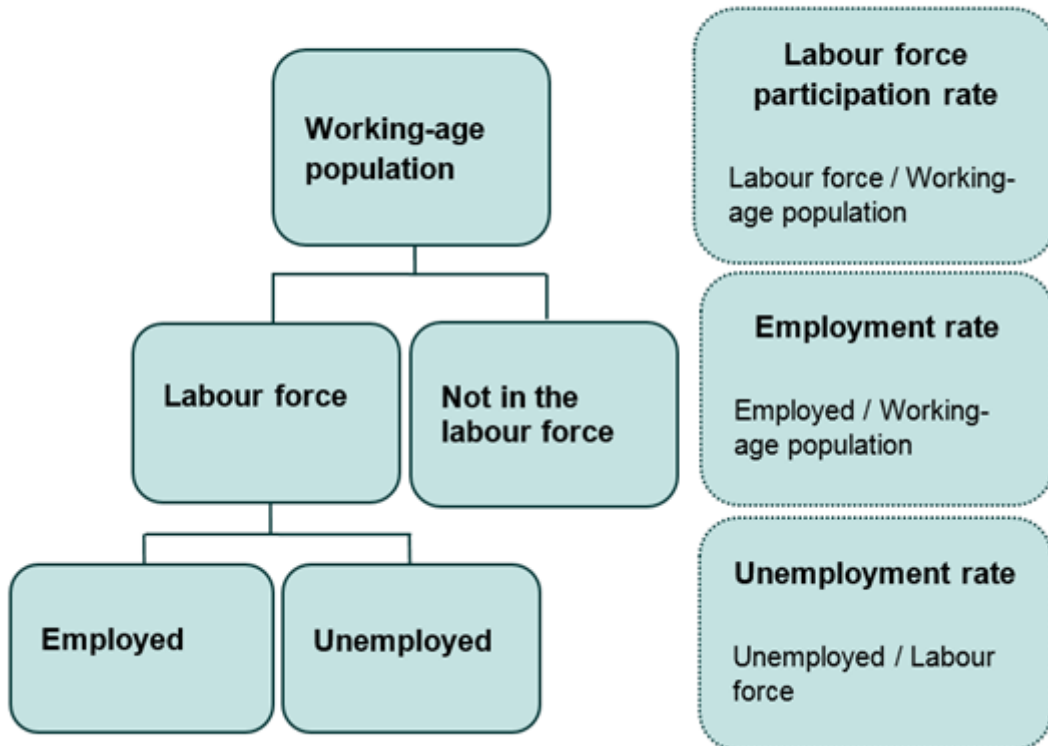 Working-age
population
Labour force
Not in the
labour force
Employed
Unemployed
Labour force
participation rate
Labour force / Working-
age population
Employment rate
Employed / Working-
age population
Unemployment rate
Unemployed / Labour
force